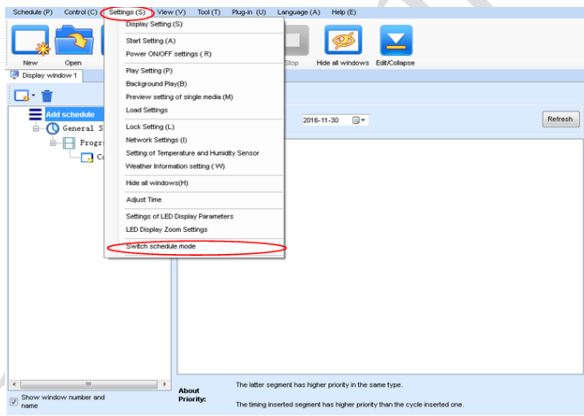 Schedule (P) Control (C) Settings (S) View (V) Tool (T) Plug-in (U) Language (A) Help (E)
Display Setting (S)
Start Setting (A)
Power ON/OFF settings ( R)
Play Setting (P)
Background Play(B)
Preview setting of single media (M)
Load Settings
Lock Setting (L)
Network Settings (I)
Setting of Temperature and Humidity Sensor
Weather Information setting ( W)
Hide all windows(H)
Adjust Time
Settings of LED Display Parameters
LED Display Zoom Settings
Switch schedule mode
New Open Stop Hide all windows Edit/Collapse
Display window 1
Add schedule
General S
Progr
Co
2016-11-30
Refresh
Show window number and
name
About
Priority:
The latter segment has higher priority in the same type.
The timing inserted segment has higher priority than the cycle inserted one.